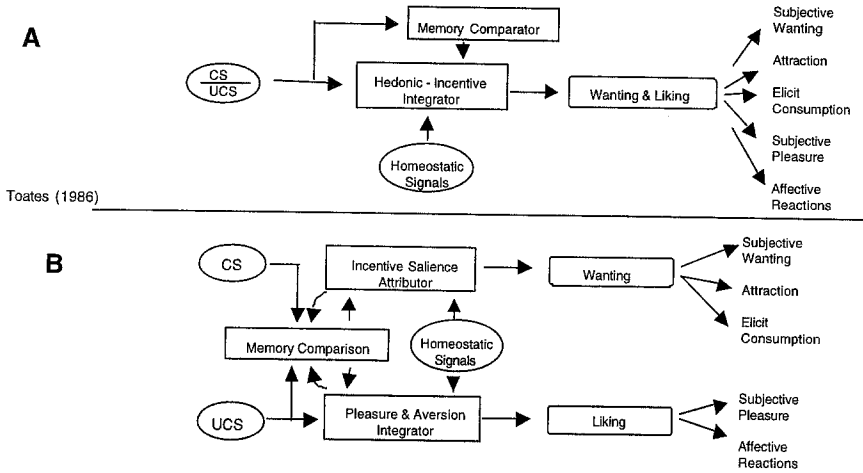 A
CS
UCS
Memory Comparator
Hedonic - Incentive
Integrator
Homeostatic
Signals
Wanting & Liking
Subjective
Wanting
Attraction
Elicit
Consumption
Subjective
Pleasure
Affective
Reactions
Toates (1986)
B
CS
Incentive Salience
Attributor
Wanting
Subjective
Wanting
Attraction
Elicit
Consumption
Memory Comparison
Homeostatic
Signals
UCS
Pleasure & Aversion
Integrator
Liking
Subjective
Pleasure
Affective
Reactions